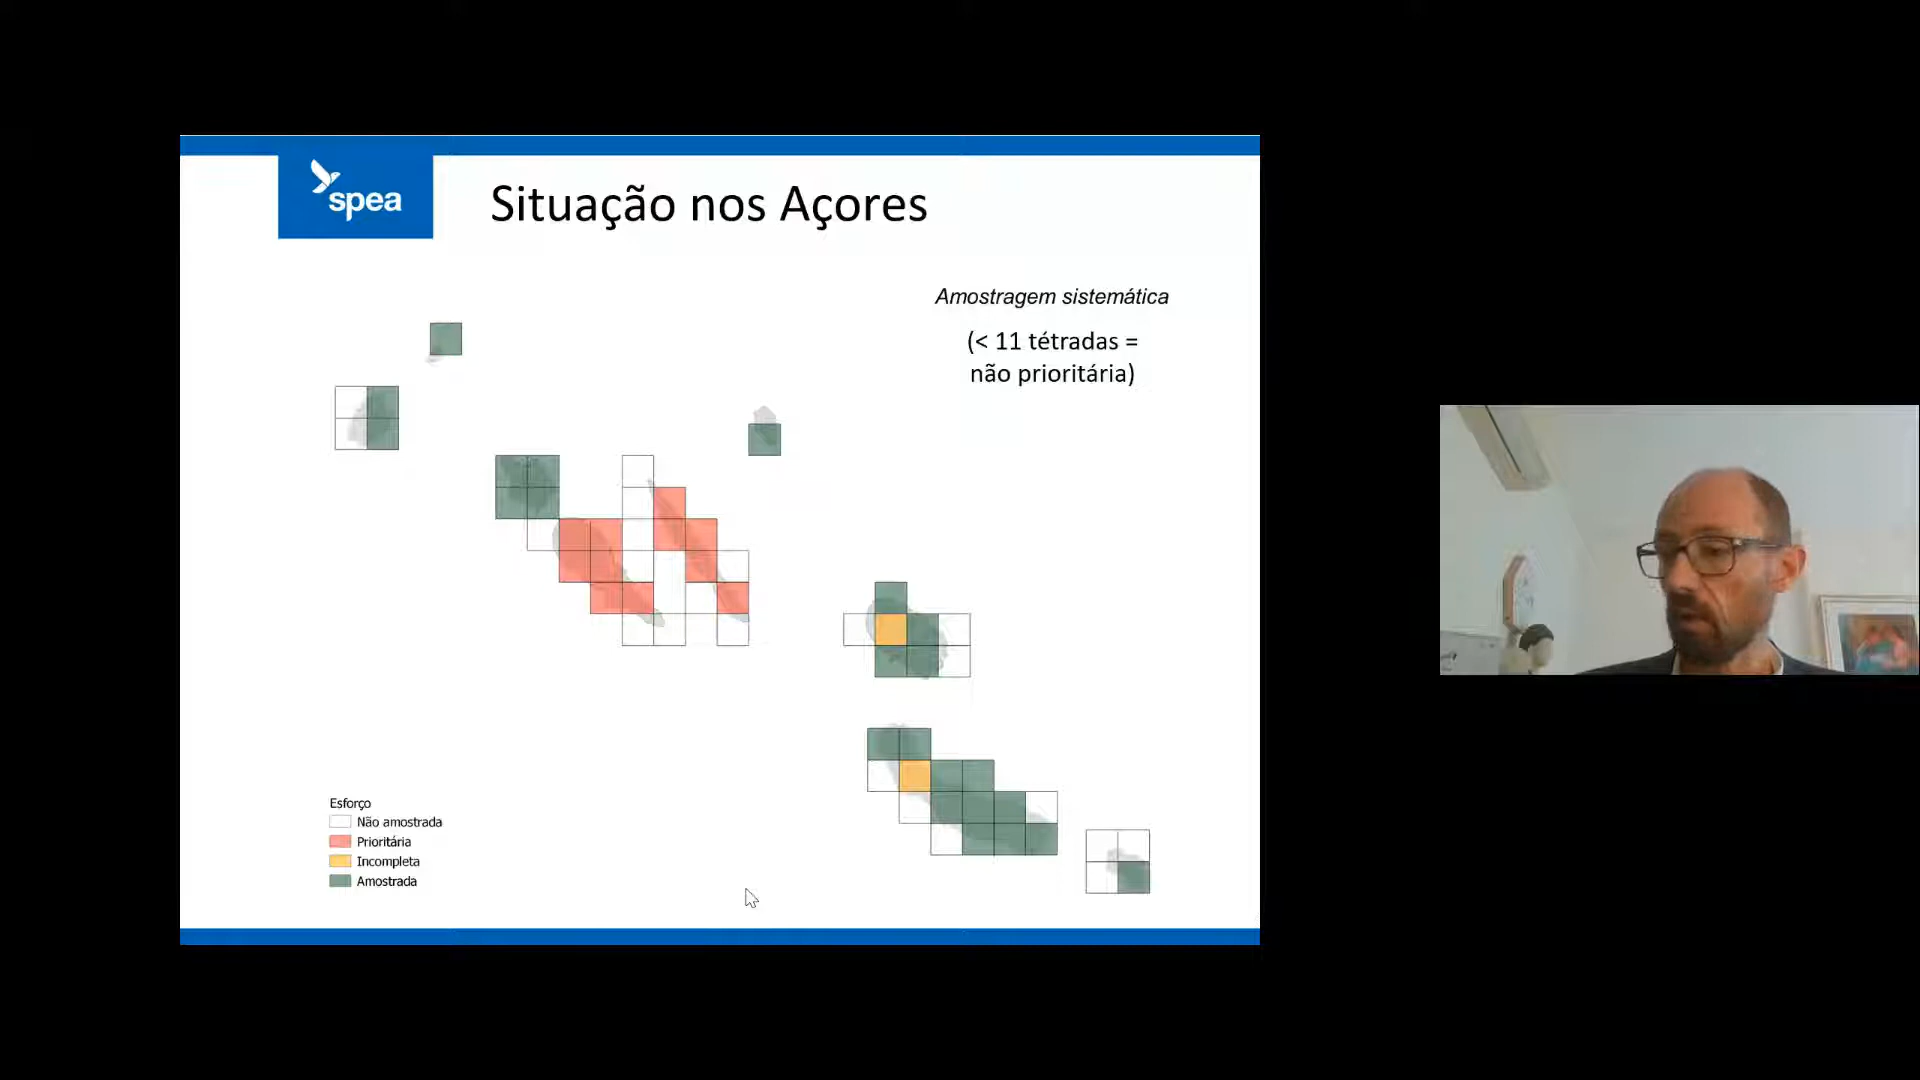 spea
Situação nos Açores
Amostragem sistemática
(< 11 tétradas =
não prioritária)
Esforço
Não amostrada
Prioritária
Incompleta
Amostrada